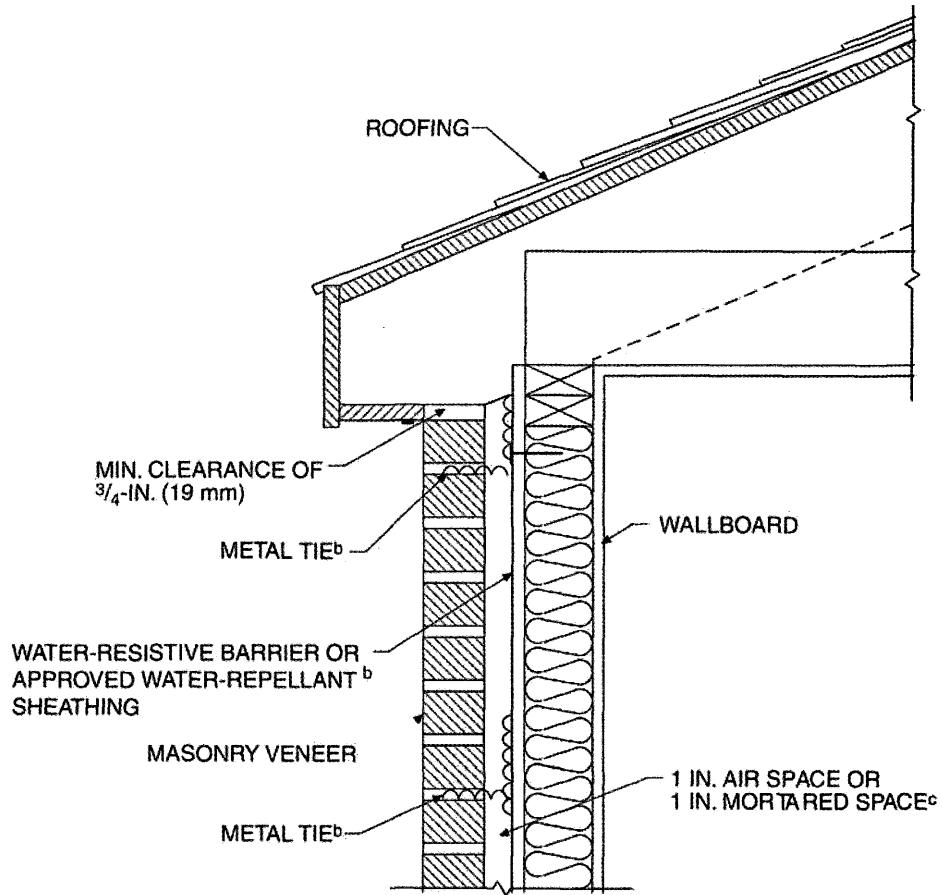 ROOFING
MIN. CLEARANCE OF
3/4-IN. (19 mm)
METAL TIEb
WALLBOARD
WATER-RESISTIVE BARRIER OR
APPROVED WATER-REPELLANT b
SHEATHING
MASONRY VENEER
1 IN. AIR SPACE OR
1 IN. MORTARED SPACEc
METAL TIEb